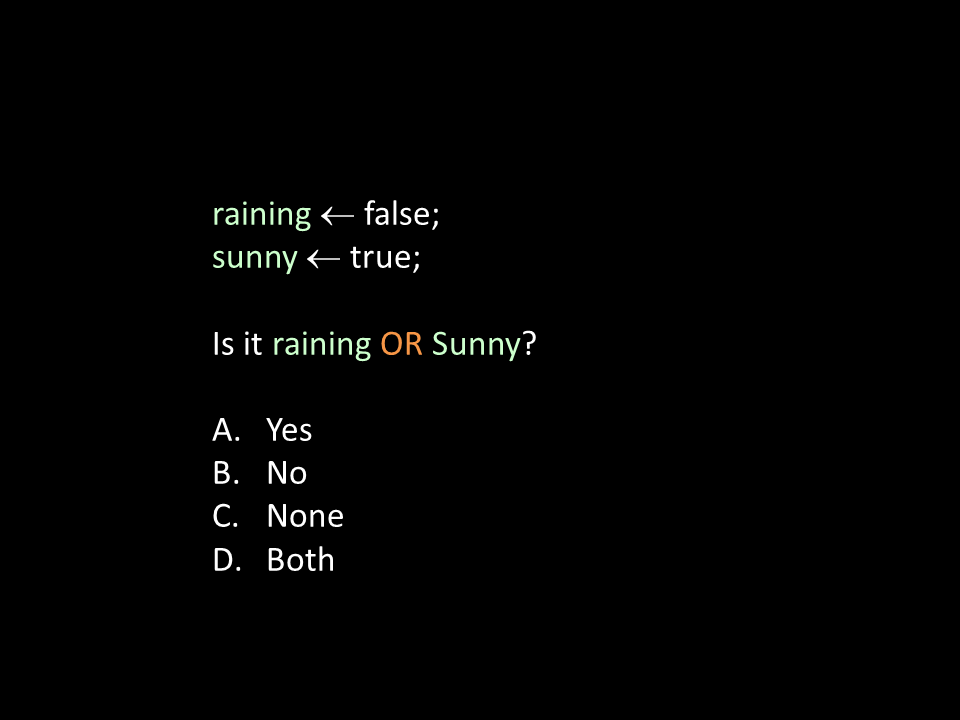 raining ← false;
sunny ← true;
Is it raining OR Sunny?
A. Yes
B. No
C. None
D. Both